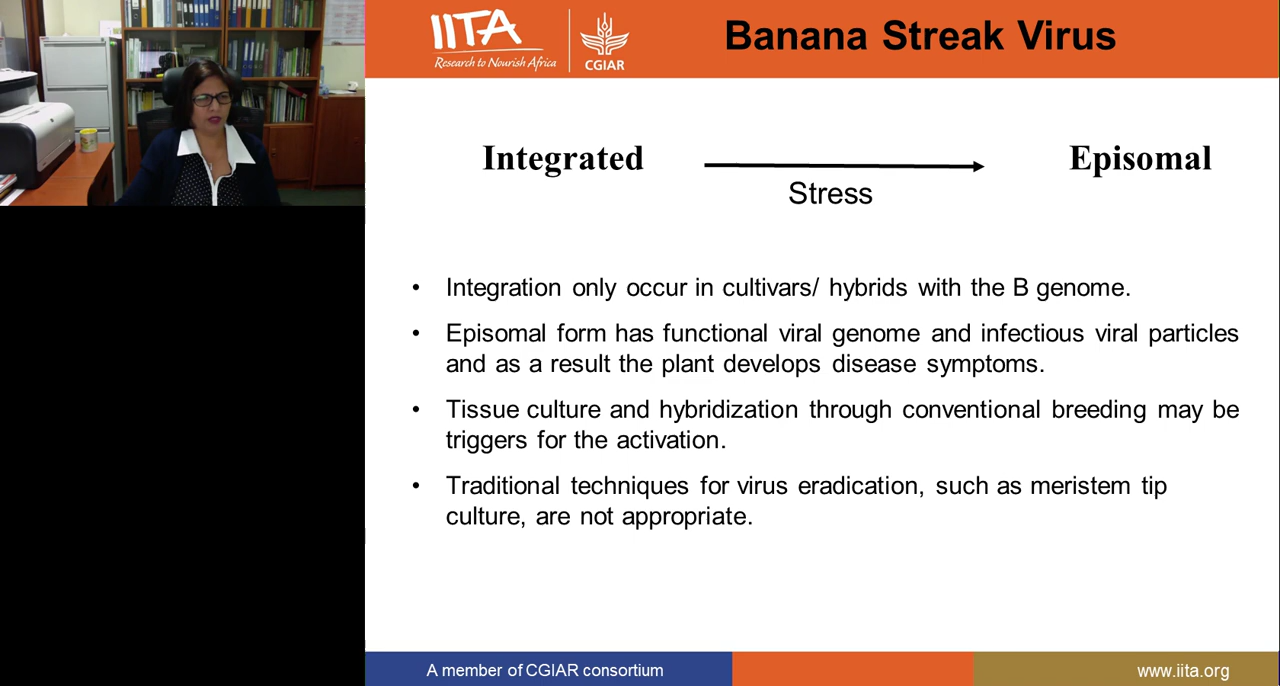 IITA
Research to Nourish Africa
CGIAR
Banana Streak Virus
Integrated
Episomal
Stress
• Integration only occur in cultivars/ hybrids with the B genome.
• Episomal form has functional viral genome and infectious viral particles
and as a result the plant develops disease symptoms.
• Tissue culture and hybridization through conventional breeding may be
triggers for the activation.
• Traditional techniques for virus eradication, such as meristem tip
culture, are not appropriate.
A member of CGIAR consortium
www.iita.org